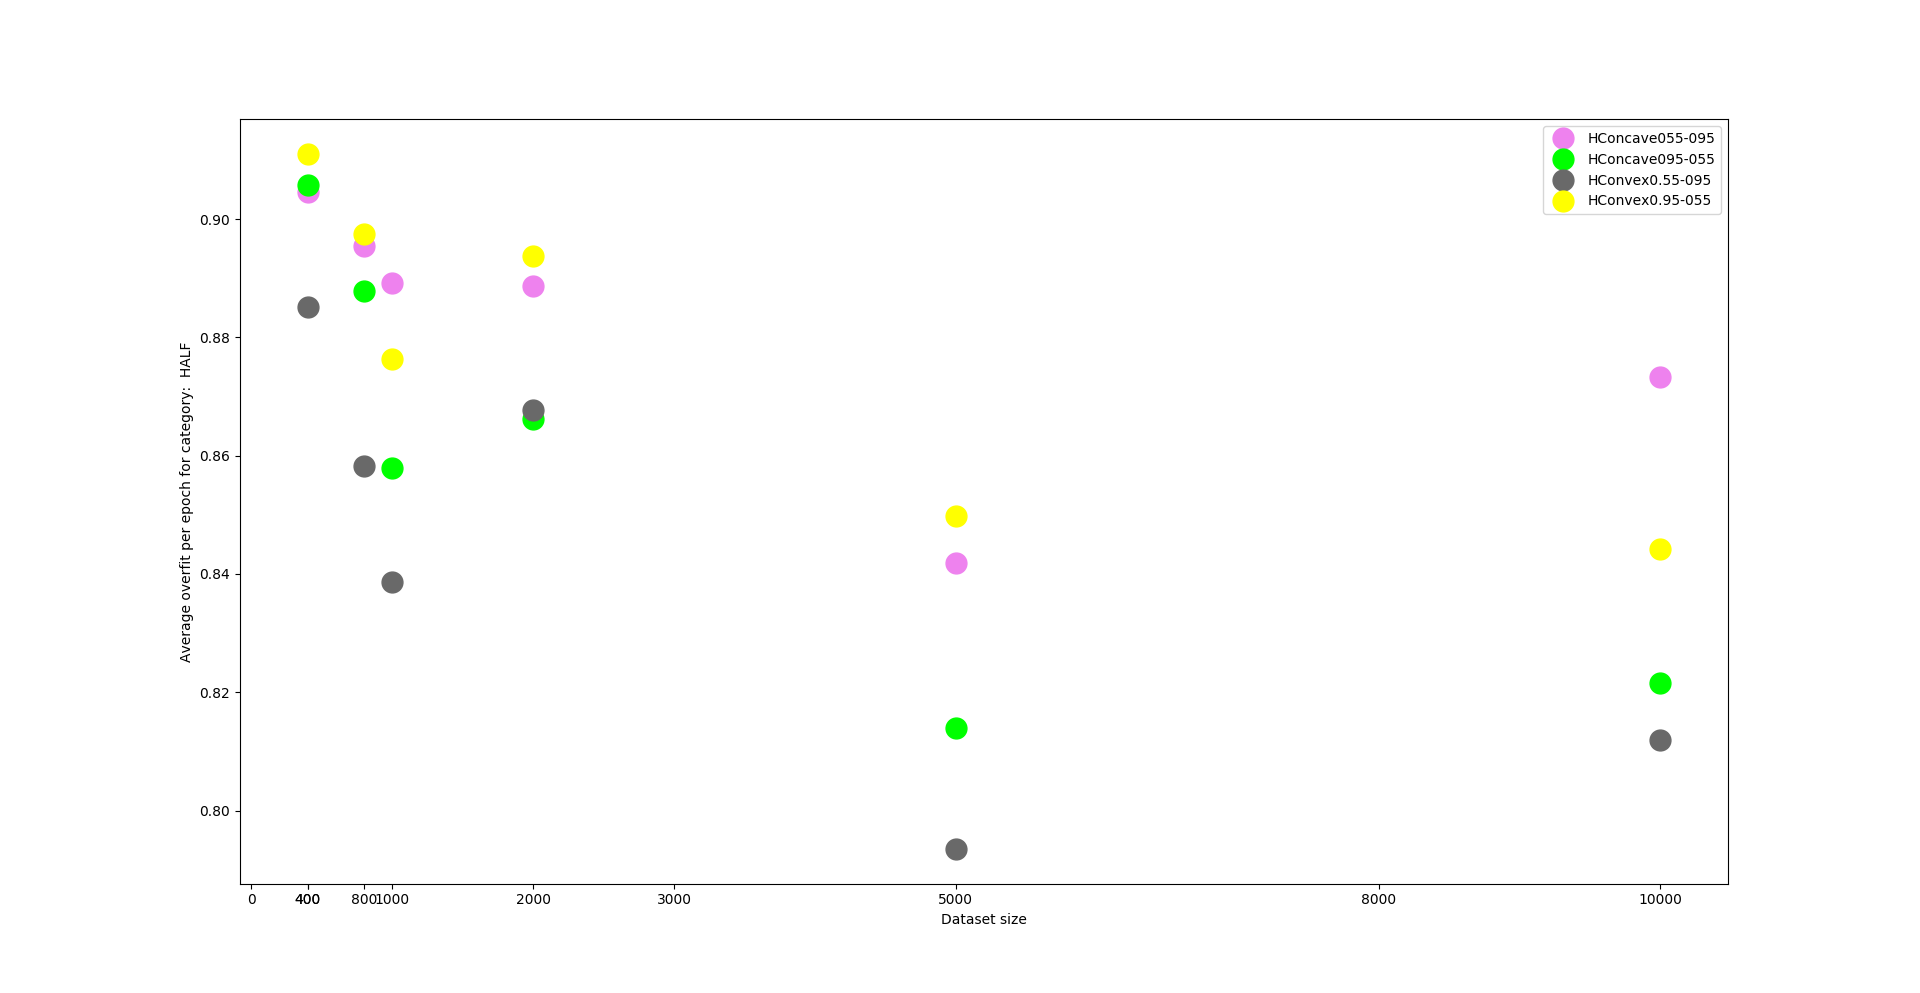 HConcave055-095
HConcave095-055
HConvex0.55-095
HConvex0.95-055
0.90
0.88
0.86
0.84
0.82
0.80
Average overfit per epoch for category:  HALF
0 400 800 1000 2000 3000 5000 8000 10000
Dataset size